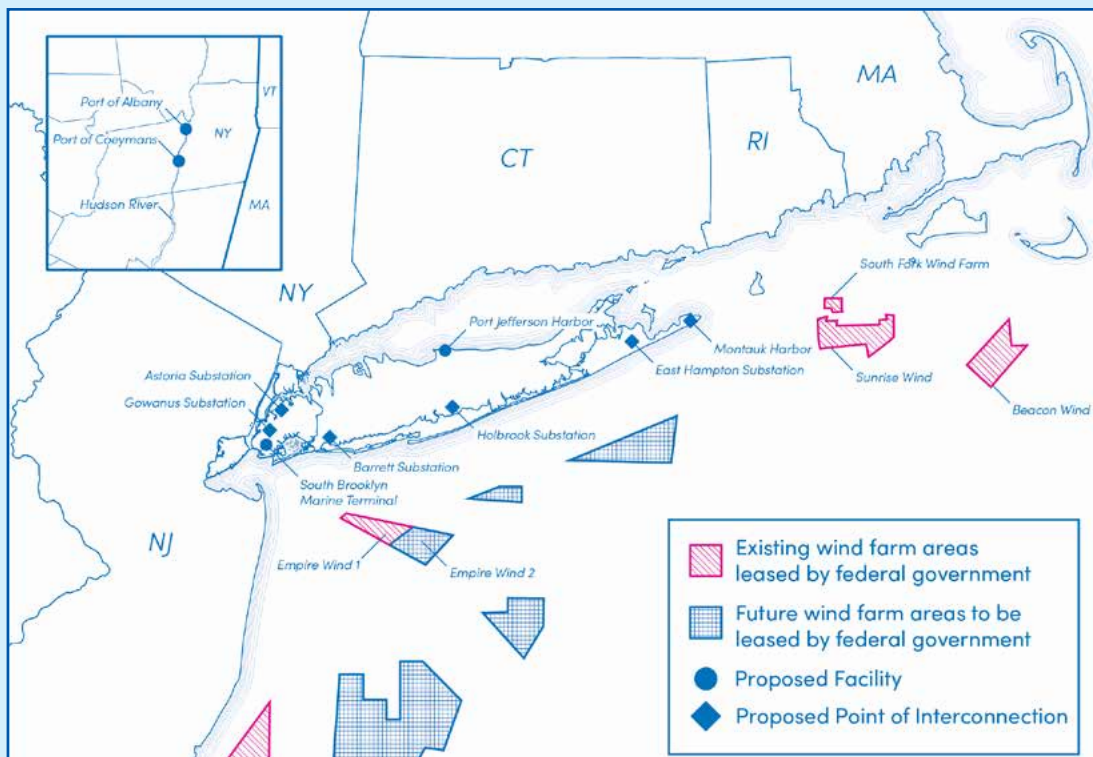 Port of Albany
Port of Coeymans
Hudson River
VT
NY
MA
CT
RI
MA
NY
NJ
South Fork Wind Farm
Port Jefferson Harbor
Montauk Harbor
East Hampton Substation
Sunrise Wind
Beacon Wind
Astoria Substation
Gowanus Substation
Holbrook Substation
Barrett Substation
South Brooklyn
Marine Terminal
Empire Wind 1
Empire Wind 2
Existing wind farm areas
leased by federal government
Future wind farm areas to be
leased by federal government
Proposed Facility
Proposed Point of Interconnection